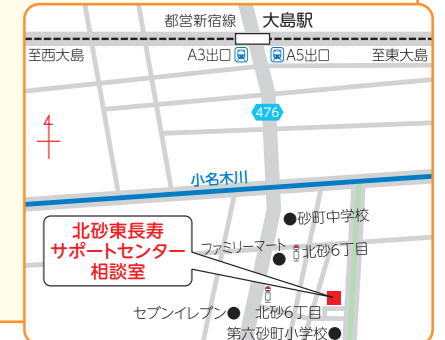 都営新宿線 大島駅
至西大島 A3出口 A5出口 至東大島
476
小名木川
砂町中学校
北砂東長寿
サポートセンター
相談室
ファミリーマート 北砂6丁目
セブンイレブン 北砂6丁目
第六砂町小学校